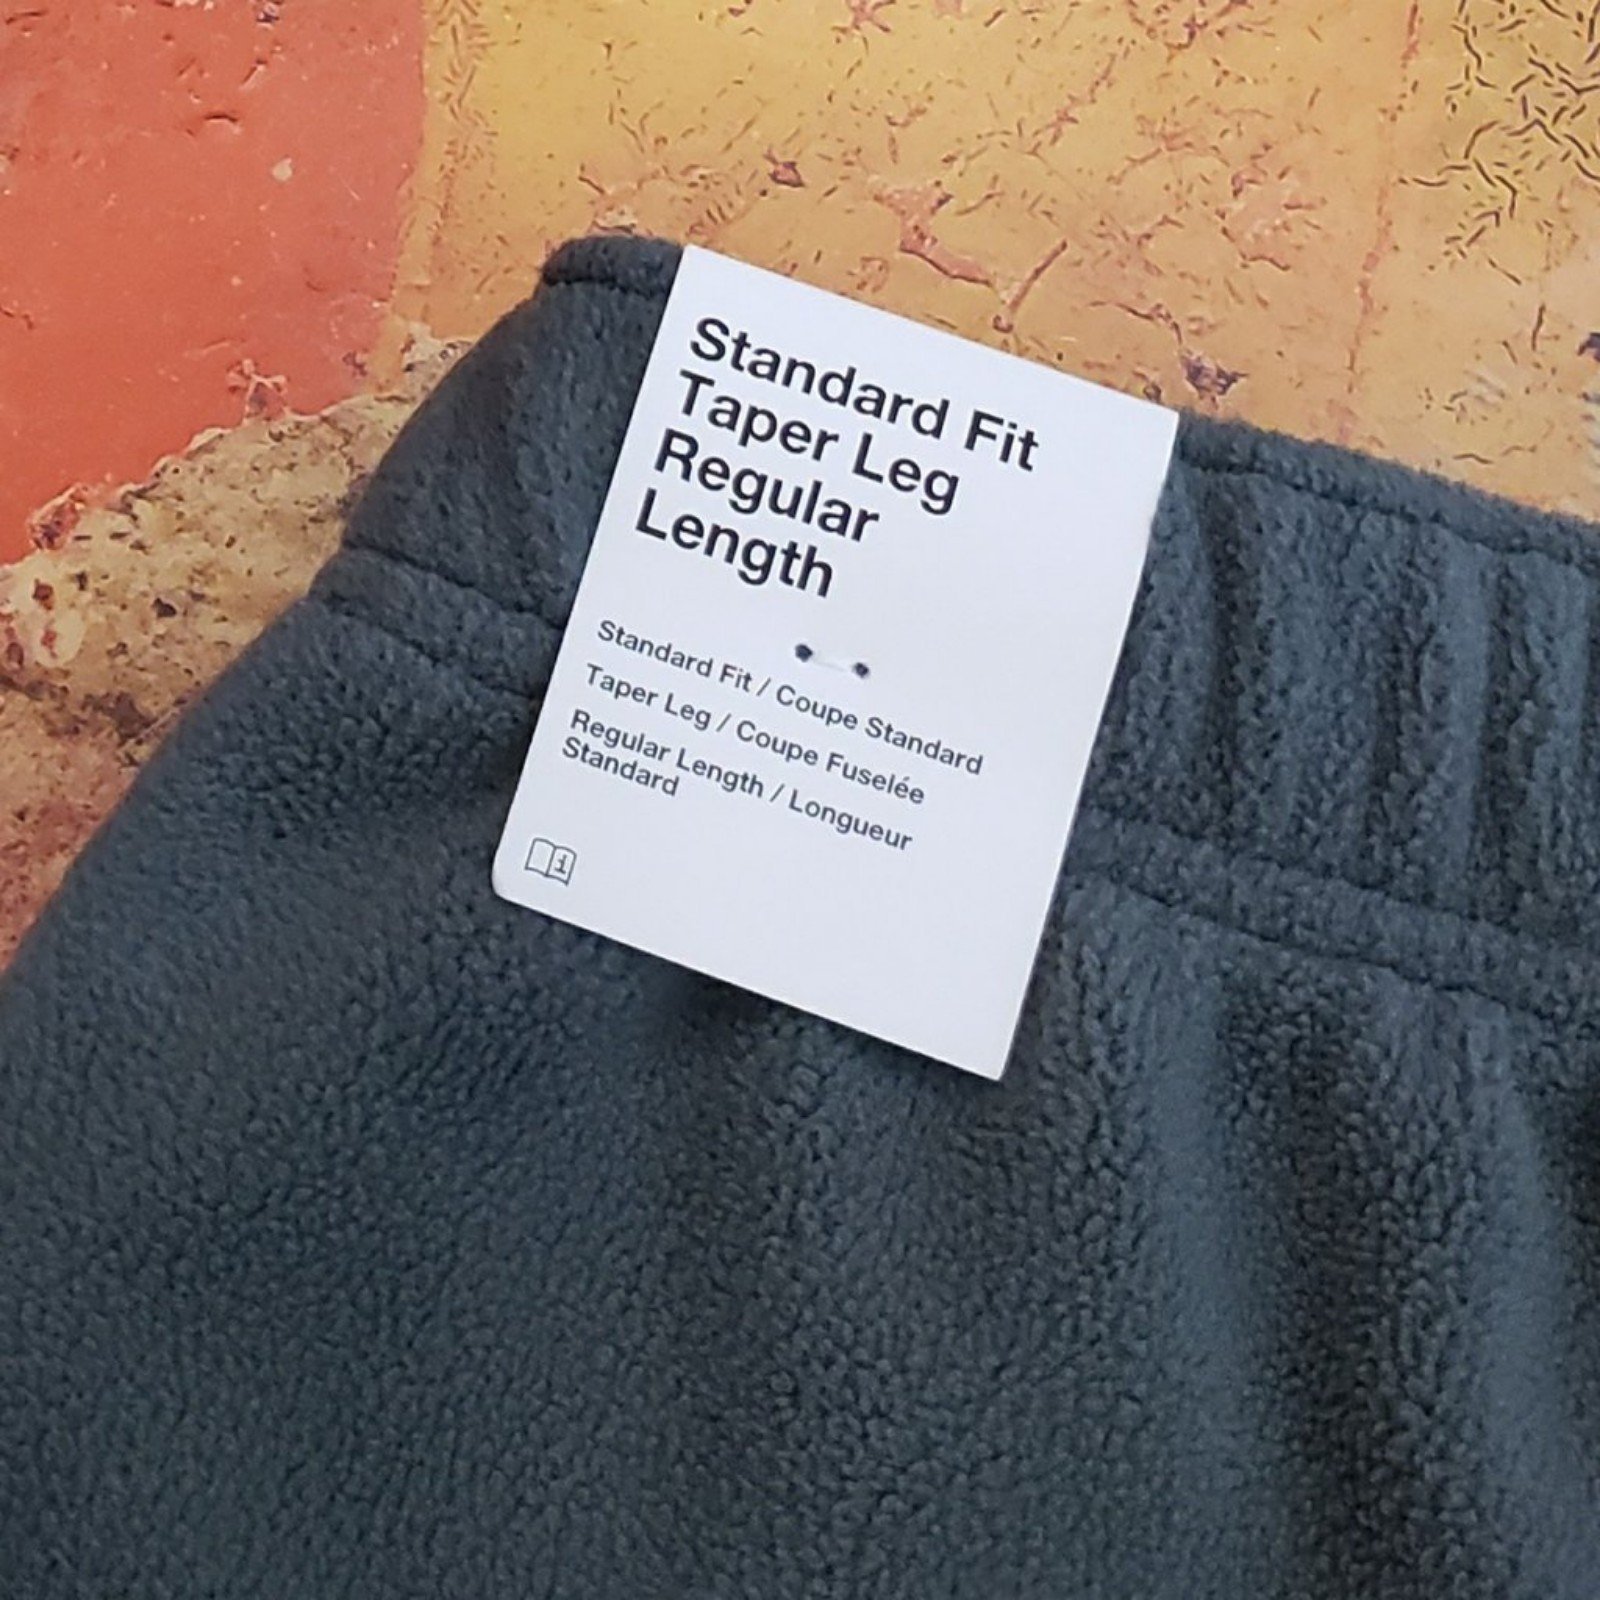 Standard Fit
Taper Leg
Regular
Length
Standard Fit / Coupe Standard
Taper Leg / Coupe Fuselée
Regular Length / Longueur
Standard
i